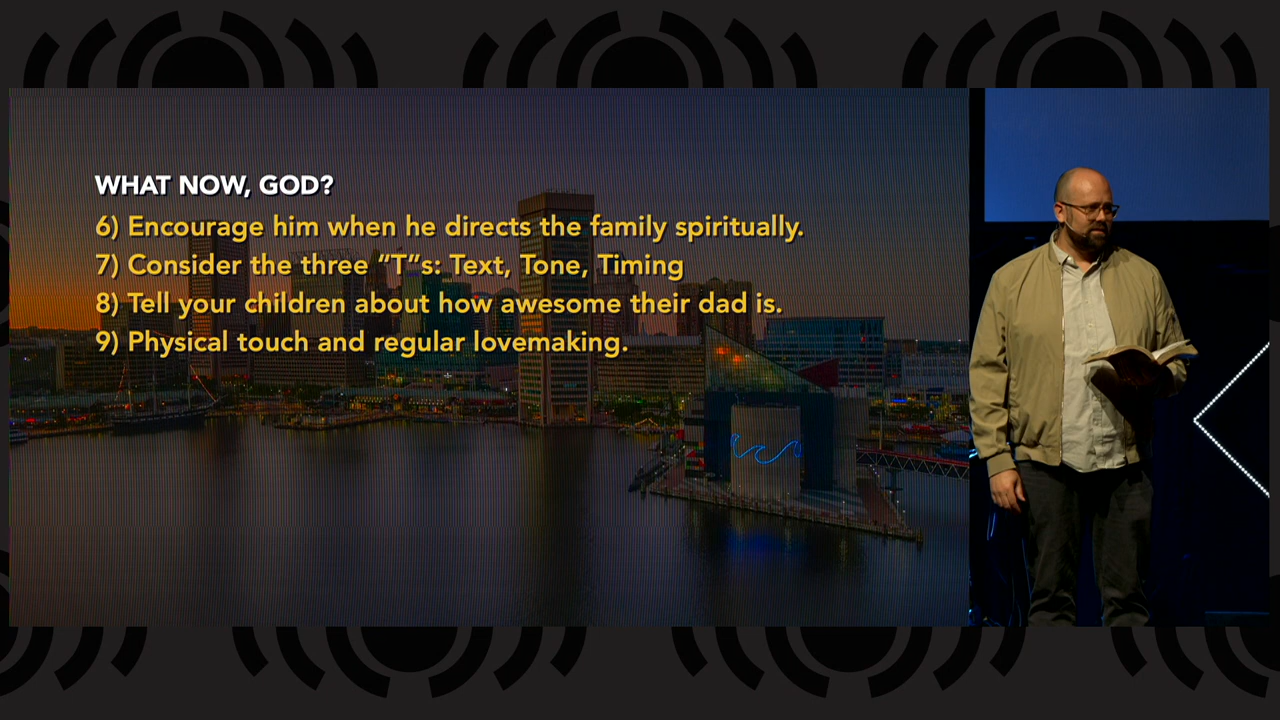 WHAT NOW, GOD?
6) Encourage him when he directs the family spiritually.
7) Consider the three “T“s: Text, Tone, Timing
8) Tell your children about how awesome their dad is.
9) Physical touch and regular lovemaking.